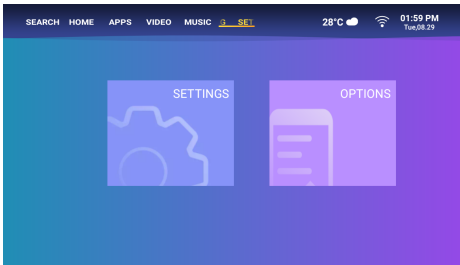 SEARCH HOME APPS VIDEO MUSIC G SET 28°C 01:59 PM
Tue,08.29
SETTINGS OPTIONS